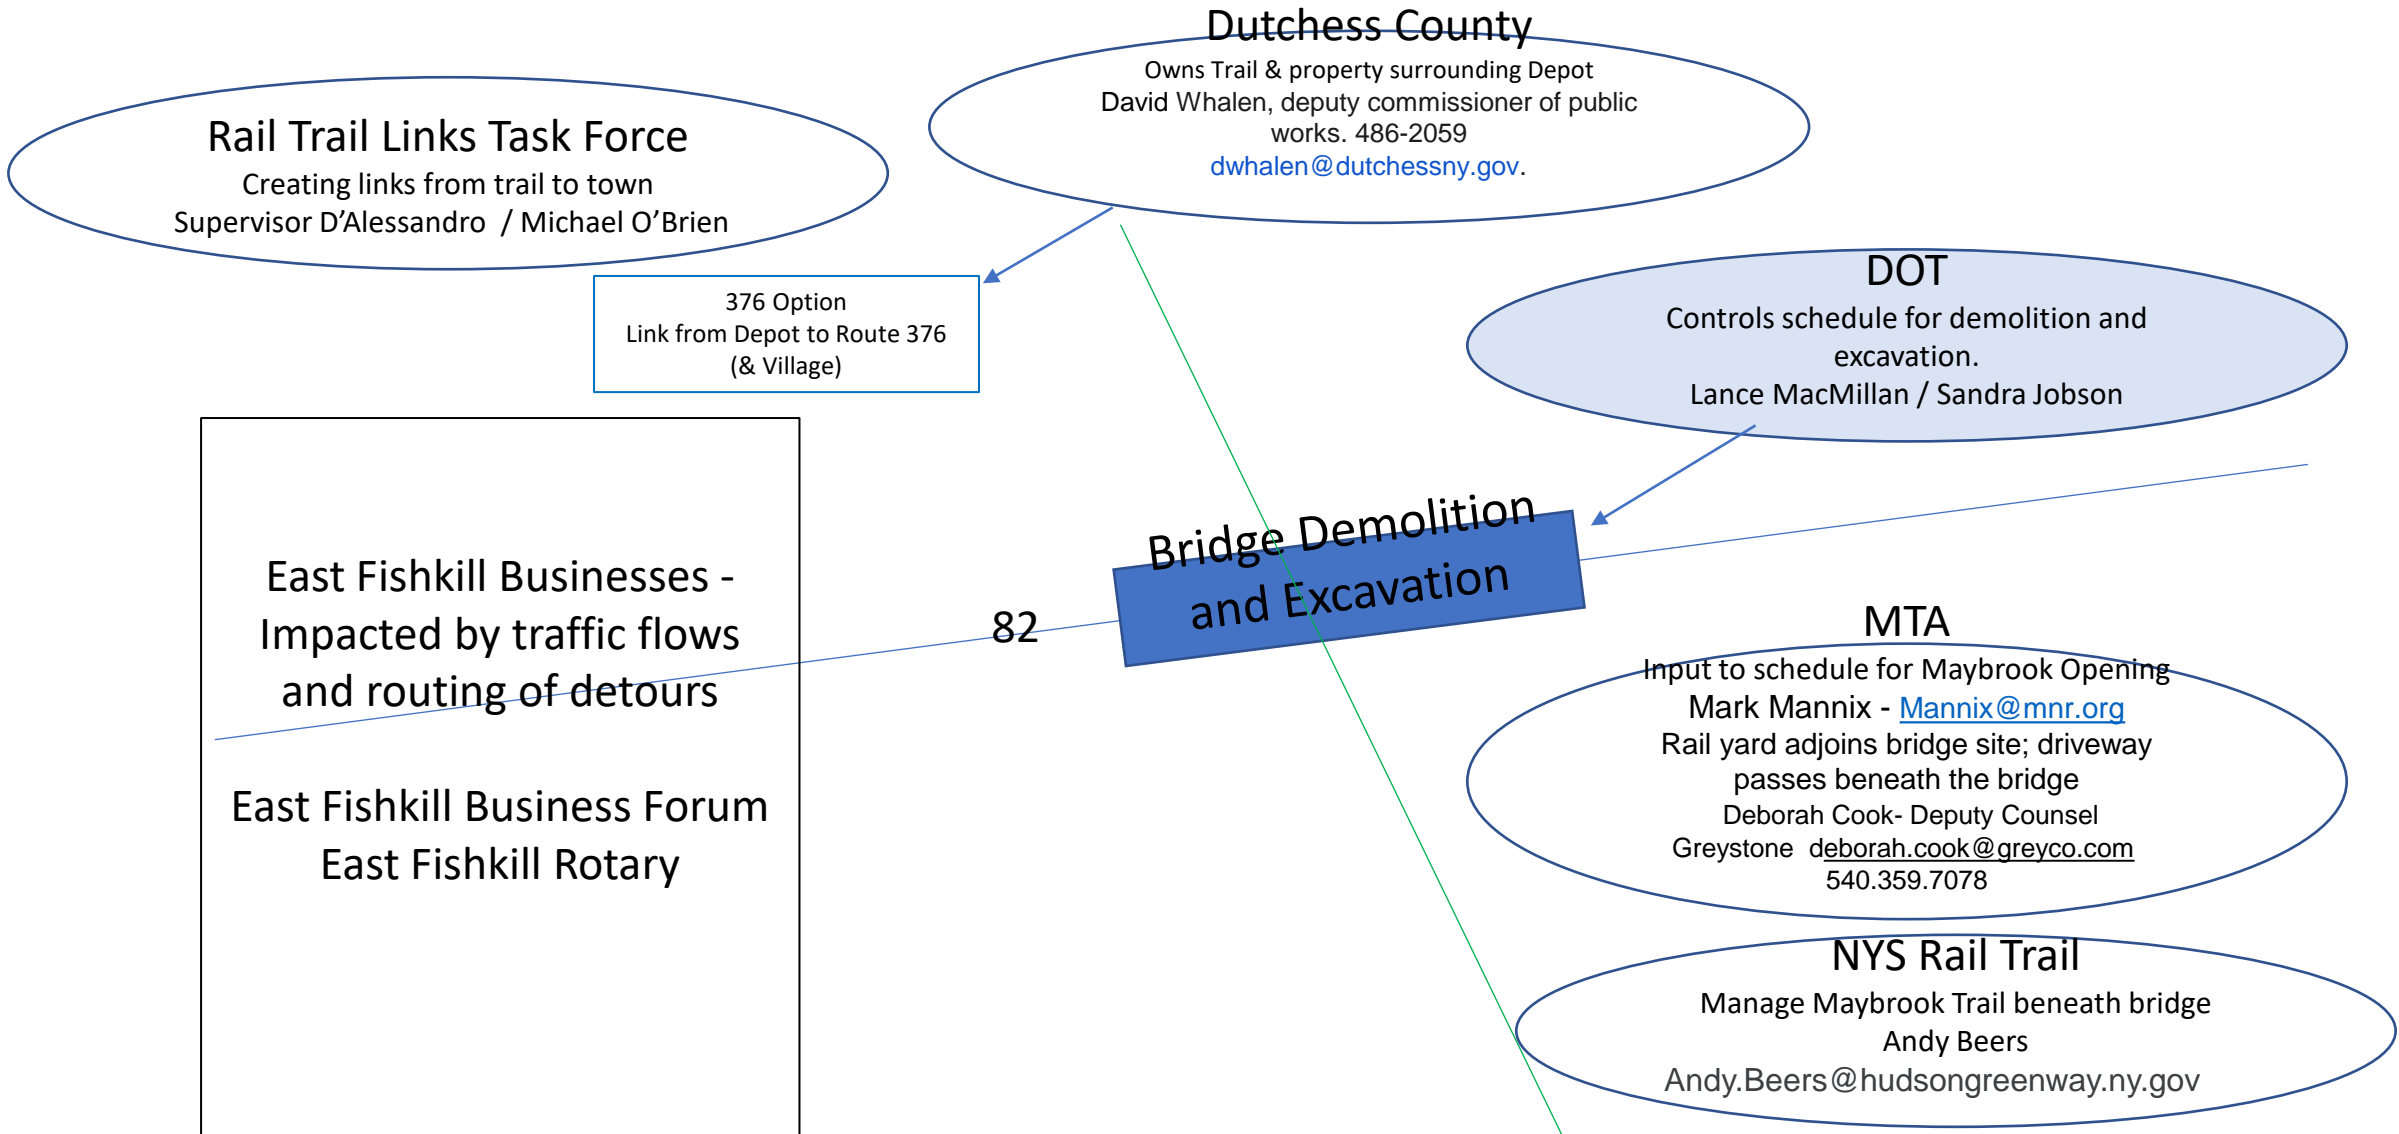 Dutchess County
Owns Trail & property surrounding Depot
David Whalen, deputy commissioner of public
works. 486-2059
dwhalen@dutchessny.gov.
Rail Trail Links Task Force
Creating links from trail to town
Supervisor D'Alessandro / Michael O'Brien
376 Option
Link from Depot to Route 376
(& Village)
DOT
Controls schedule for demolition and
excavation.
Lance MacMillan / Sandra Jobson
Bridge Demolition
and Excavation
82
East Fishkill Businesses -
Impacted by traffic flows
and routing of detours
East Fishkill Business Forum
East Fishkill Rotary
MTA
Input to schedule for Maybrook Opening
Mark Mannix - Mannix@mnr.org
Rail yard adjoins bridge site; driveway
passes beneath the bridge
Deborah Cook- Deputy Counsel
Greystone deborah.cook@greyco.com
540.359.7078
NYS Rail Trail
Manage Maybrook Trail beneath bridge
Andy Beers
Andy.Beers@hudsongreenway.ny.gov